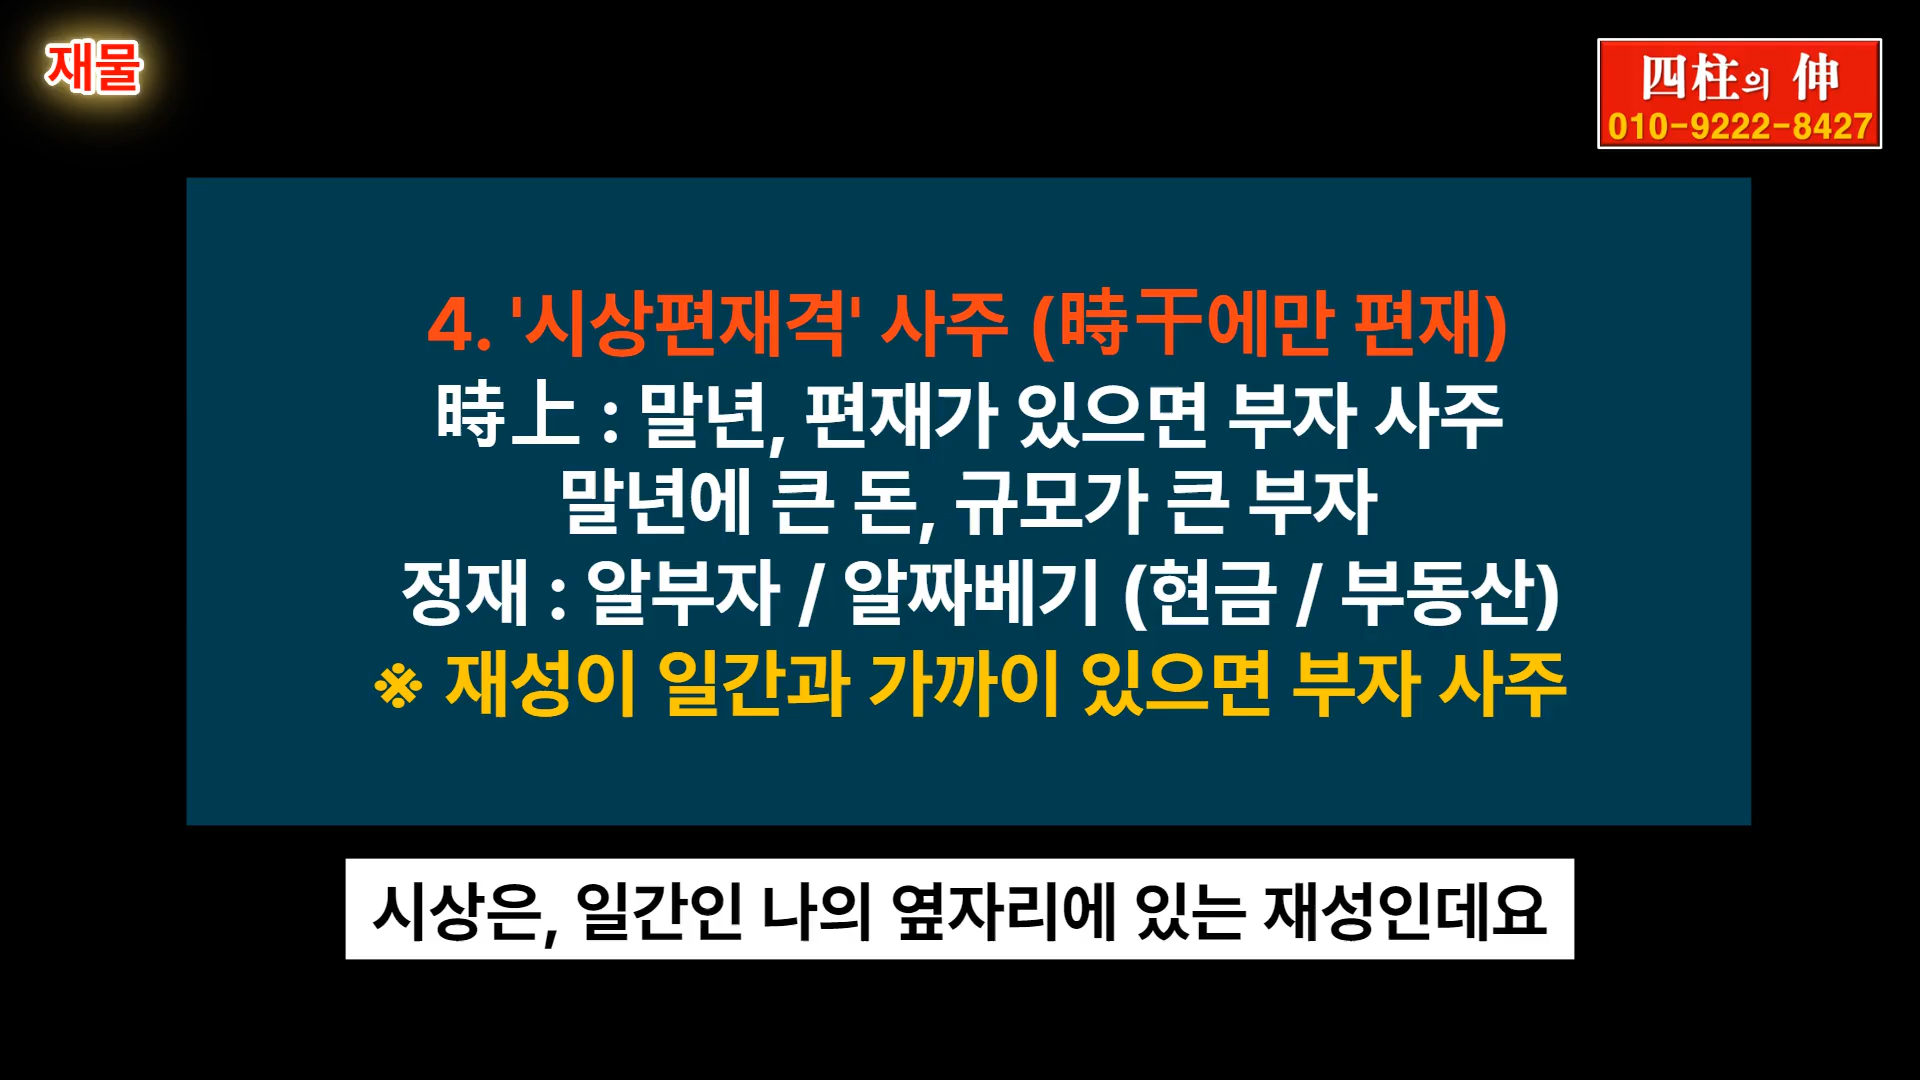 재물
四柱의 伸
010-9222-8427
4. '시상편재격' 사주 (時干에만 편재)
時上 : 말년, 편재가 있으면 부자 사주
말년에 큰 돈, 규모가 큰 부자
정재 : 알부자 / 알짜베기 (현금 / 부동산)
※ 재성이 일간과 가까이 있으면 부자 사주
시상은, 일간인 나의 옆자리에 있는 재성인데요